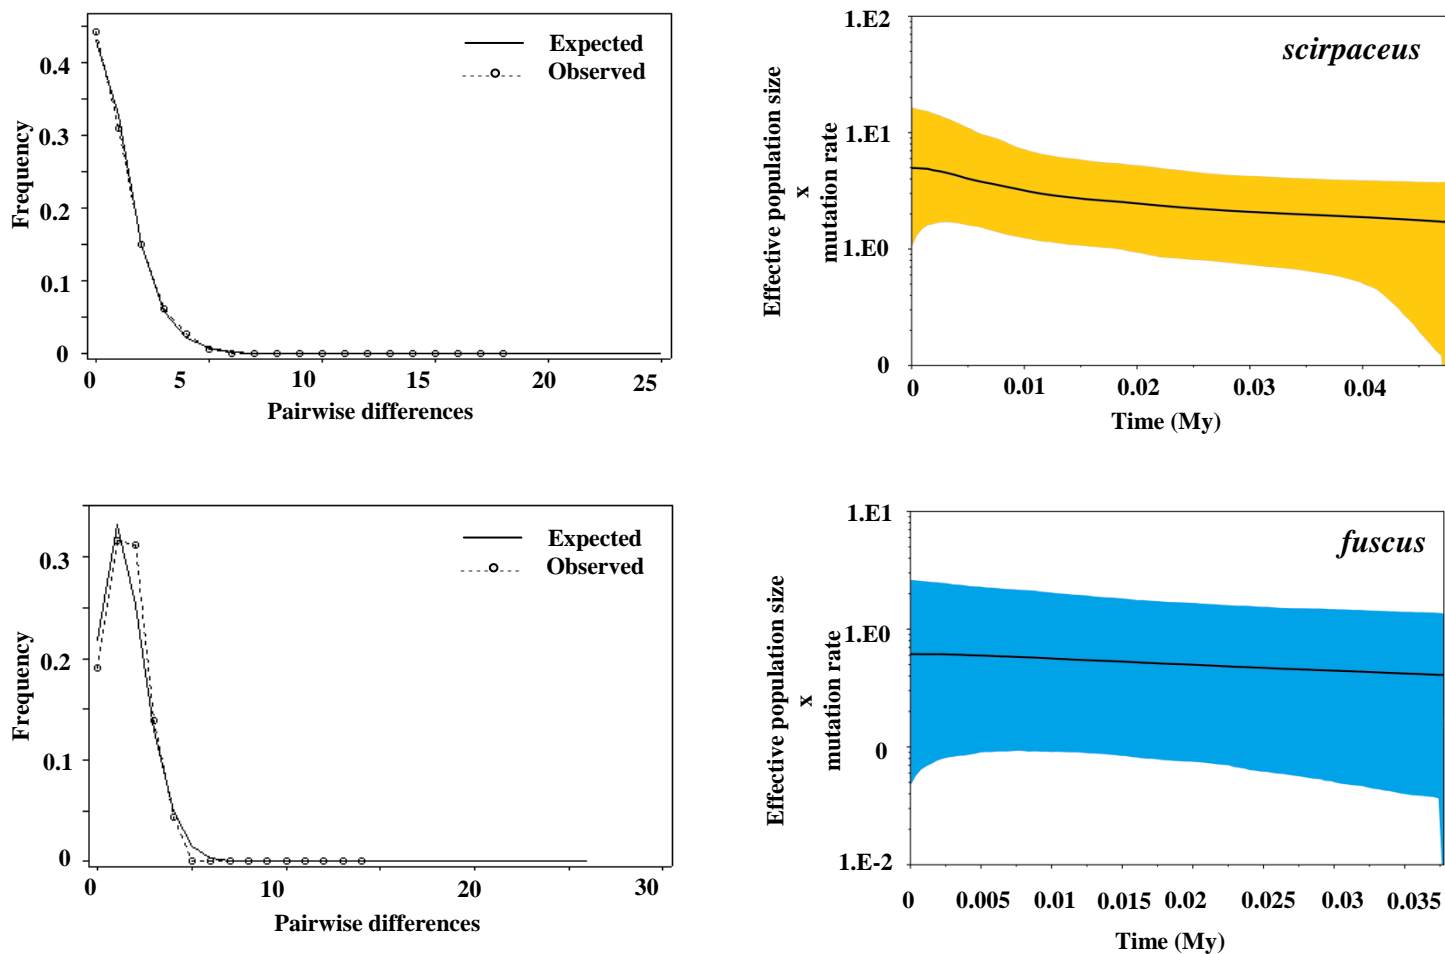 Expected
Observed
0.4
0.3
0.2
0.1
0
Frequency
0
5
10
15
20
25
Pairwise differences
1.E2
1.E1
1.E0
0
Effective population size
x
mutation rate
scirpaceus
0
0.01
0.02
0.03
0.04
Time (My)
Expected
Observed
0.3
0.2
0.1
0
Frequency
0
10
20
30
Pairwise differences
1.E1
1.E0
0
1.E-2
Effective population size
x
mutation rate
fuscus
0
0.005
0.01
0.015
0.02
0.025
0.03
0.035
Time (My)